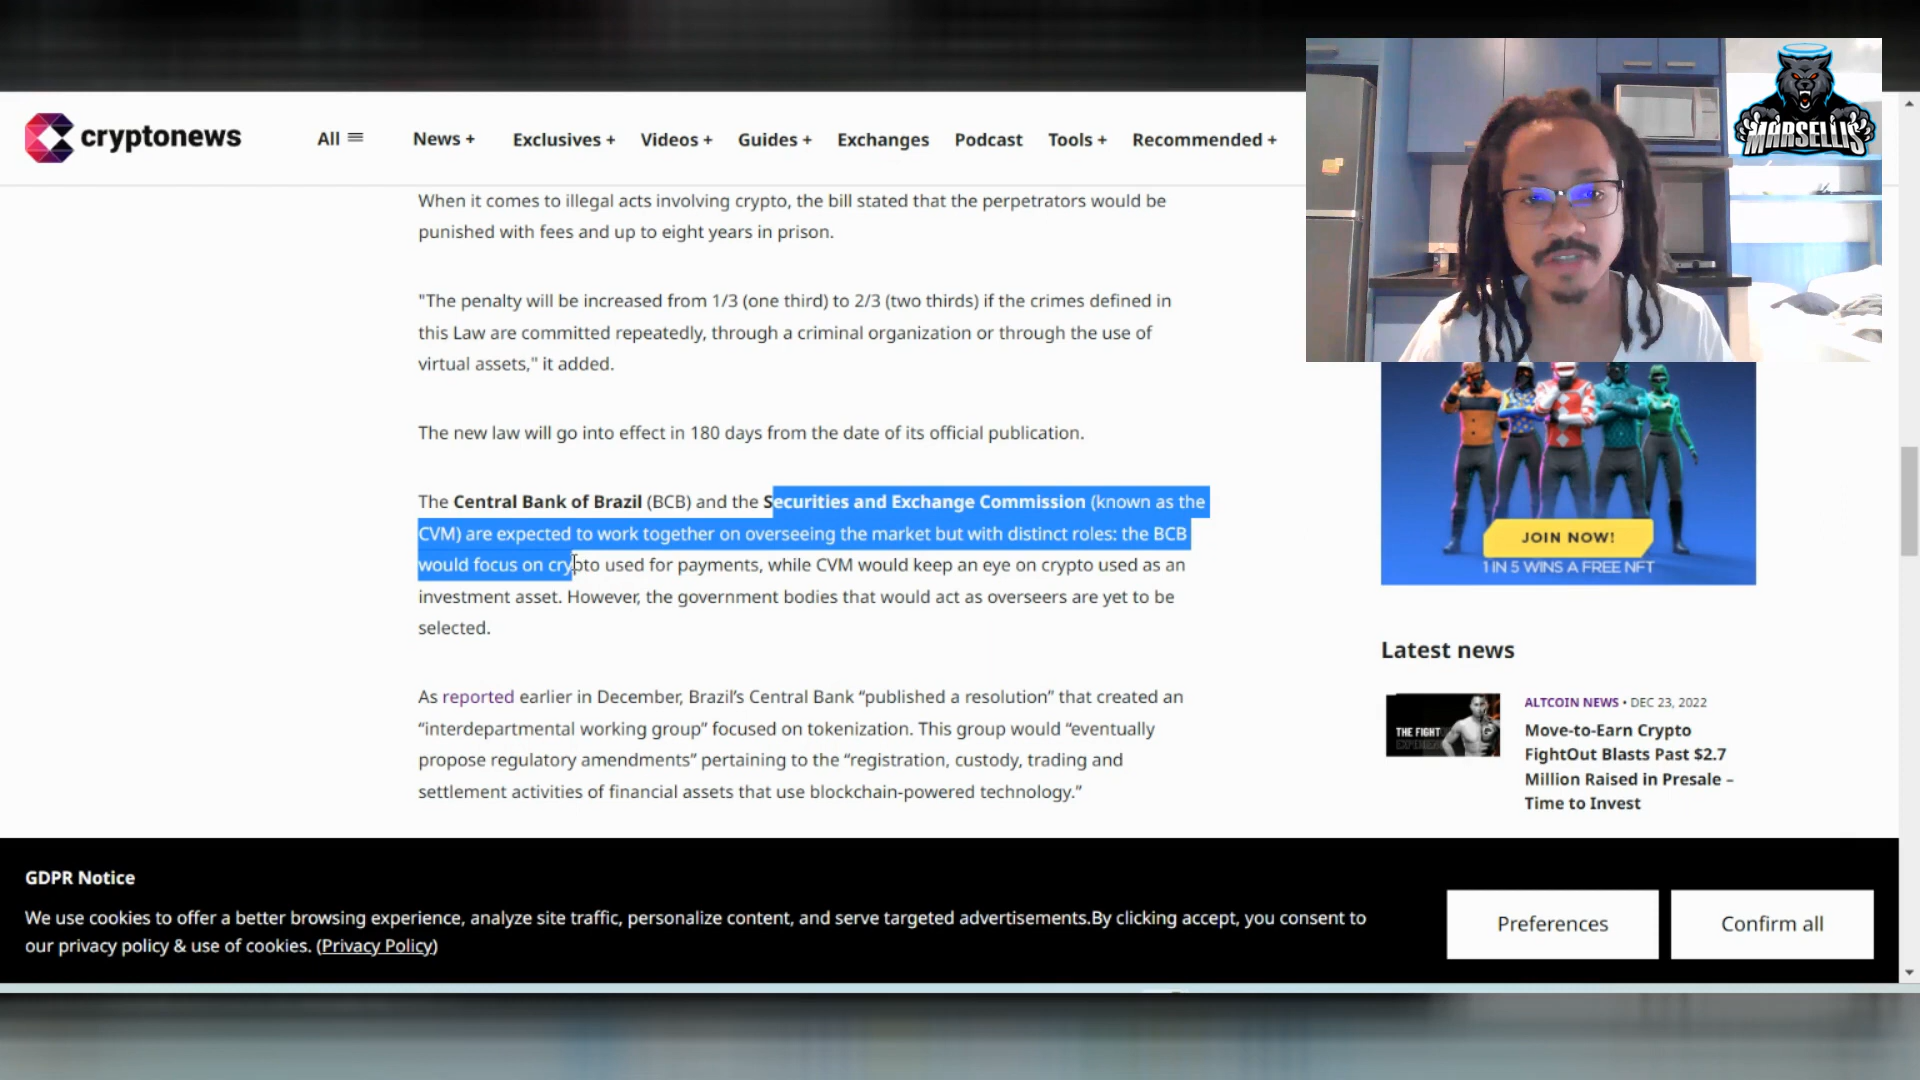 cryptonews
All
News +
Exclusives +
Videos +
Guides +
Exchanges
Podcast
Tools +
Recommended +
MARSELLIS
When it comes to illegal acts involving crypto, the bill stated that the perpetrators would be
punished with fees and up to eight years in prison.
"The penalty will be increased from 1/3 (one third) to 2/3 (two thirds) if the crimes defined in
this Law are committed repeatedly, through a criminal organization or through the use of
virtual assets," it added.
The new law will go into effect in 180 days from the date of its official publication.
The Central Bank of Brazil (BCB) and the Securities and Exchange Commission (known as the
CVM) are expected to work together on overseeing the market but with distinct roles: the BCB
would focus on crypto used for payments, while CVM would keep an eye on crypto used as an
investment asset. However, the government bodies that would act as overseers are yet to be
selected.
As reported earlier in December, Brazil’s Central Bank “published a resolution” that created an
“interdepartmental working group” focused on tokenization. This group would “eventually
propose regulatory amendments” pertaining to the “registration, custody, trading and
settlement activities of financial assets that use blockchain-powered technology.”
JOIN NOW!
1 IN 5 WINS A FREE NFT
Latest news
THE FIGHT
EXPERIENCE
ALTCOIN NEWS • DEC 23, 2022
Move-to-Earn Crypto
FightOut Blasts Past $2.7
Million Raised in Presale –
Time to Invest
GDPR Notice
We use cookies to offer a better browsing experience, analyze site traffic, personalize content, and serve targeted advertisements.By clicking accept, you consent to
our privacy policy & use of cookies. (Privacy Policy)
Preferences
Confirm all